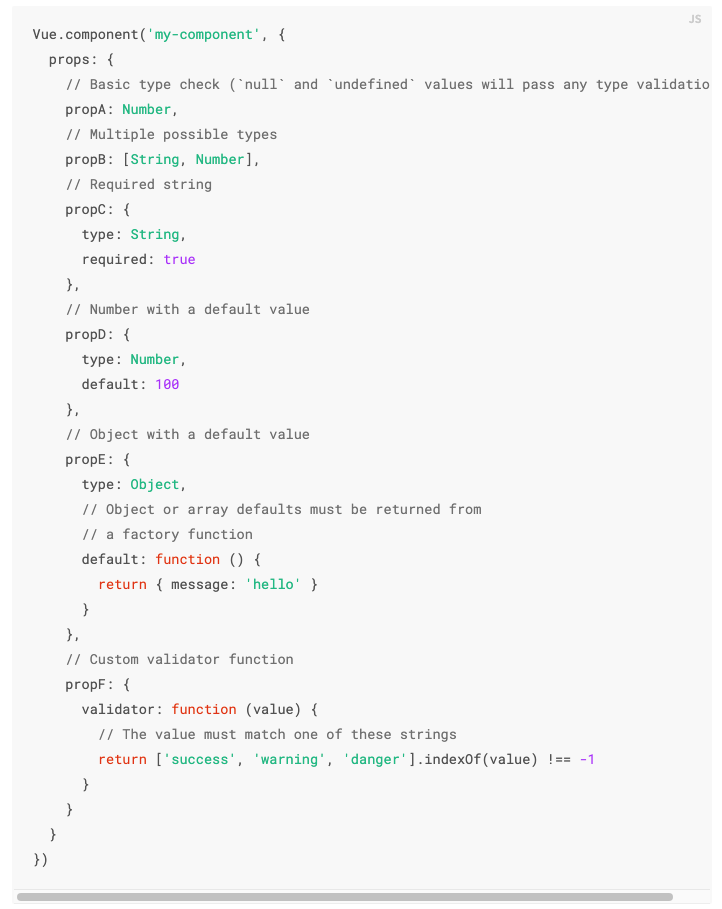 JS
Vue.component('my-component', {
  props: {
    // Basic type check (`null` and `undefined` values will pass any type validatio
    propA: Number,
    // Multiple possible types
    propB: [String, Number],
    // Required string
    propC: {
      type: String,
      required: true
    },
    // Number with a default value
    propD: {
      type: Number,
      default: 100
    },
    // Object with a default value
    propE: {
      type: Object,
      // Object or array defaults must be returned from
      // a factory function
      default: function () {
        return { message: 'hello' }
      }
    },
    // Custom validator function
    propF: {
      validator: function (value) {
        // The value must match one of these strings
        return ['success', 'warning', 'danger'].indexOf(value) !== -1
      }
    }
  }
})